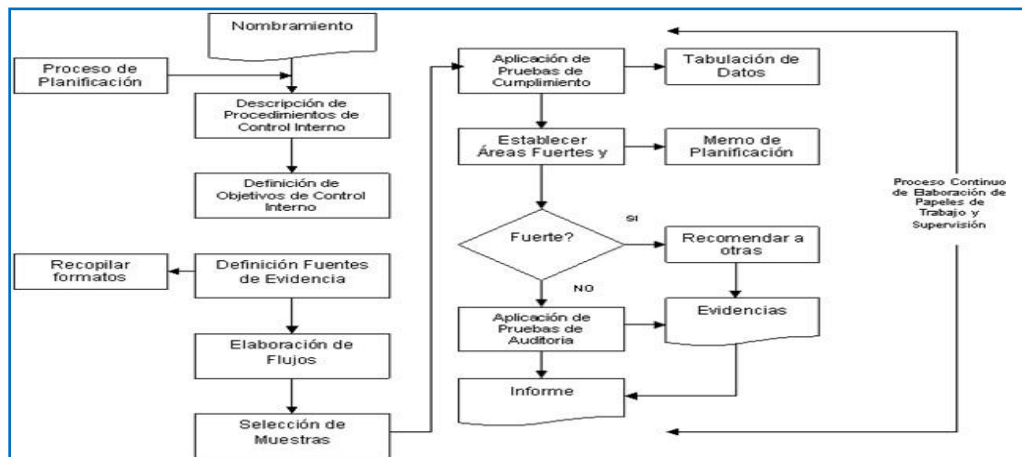 Nombramiento
Proceso de
Planificación
Descripción de
Procedimientos de
Control Interno
Definición de
Objetivos de Control
Interno
Recopilar
formatos
Definición Fuentes
de Evidencia
Elaboración de
Flujos
Selección de
Muestras
Aplicación de
Pruebas de
Cumplimiento
Tabulación de
Datos
Establecer
Áreas Fuertes y
Memo de
Planificación
Fuerte?
SI
Recomendar a
otras
NO
Aplicación de
Pruebas de
Auditoria
Evidencias
Informe
Proceso Continuo
de Elaboración de
Papeles de
Trabajo y
Supervisión